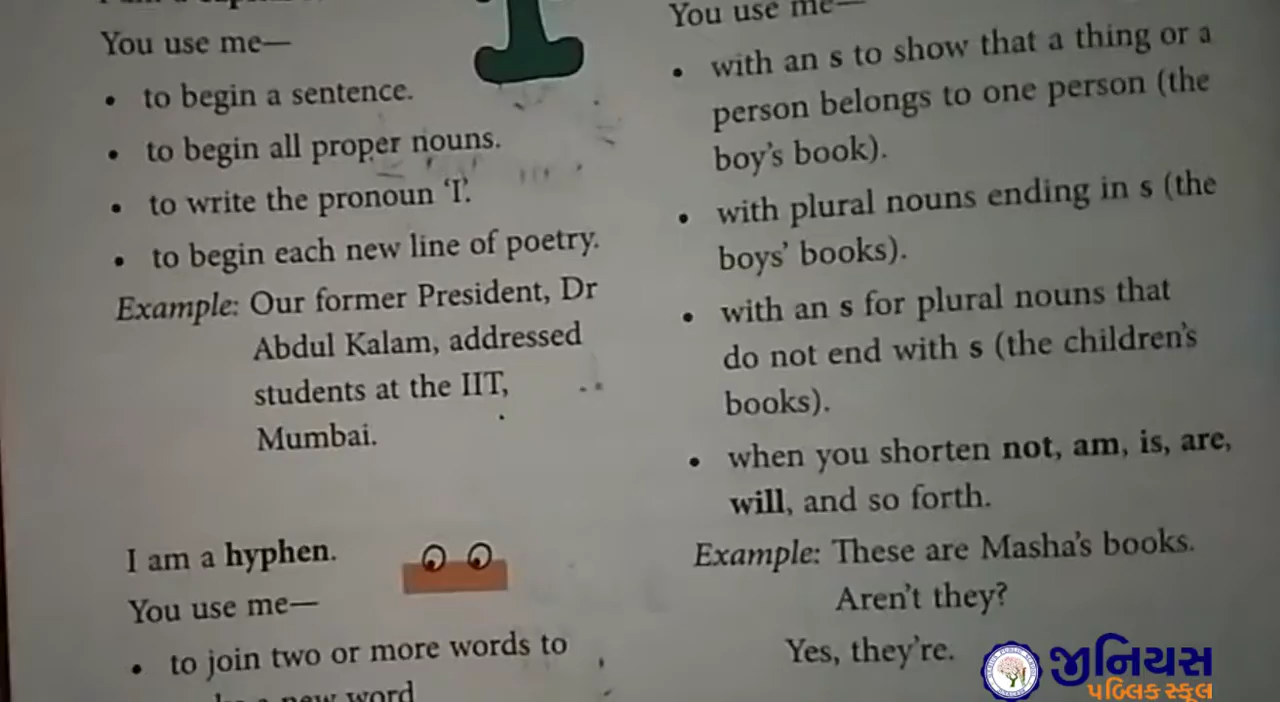 You use me—
• to begin a sentence.
• to begin all proper nouns.
• to write the pronoun ‘I’.
• to begin each new line of poetry.
Example: Our former President, Dr
Abdul Kalam, addressed
students at the IIT,
Mumbai.
I am a hyphen.
You use me—
• to join two or more words to
new word
You use me—
• with an s to show that a thing or a
person belongs to one person (the
boy’s book).
• with plural nouns ending in s (the
boys’ books).
• with an s for plural nouns that
do not end with s (the children’s
books).
• when you shorten not, am, is, are,
will, and so forth.
Example: These are Masha’s books.
Aren’t they?
Yes, they’re.
જીનિયસ
પબ્લિક સ્કૂલ